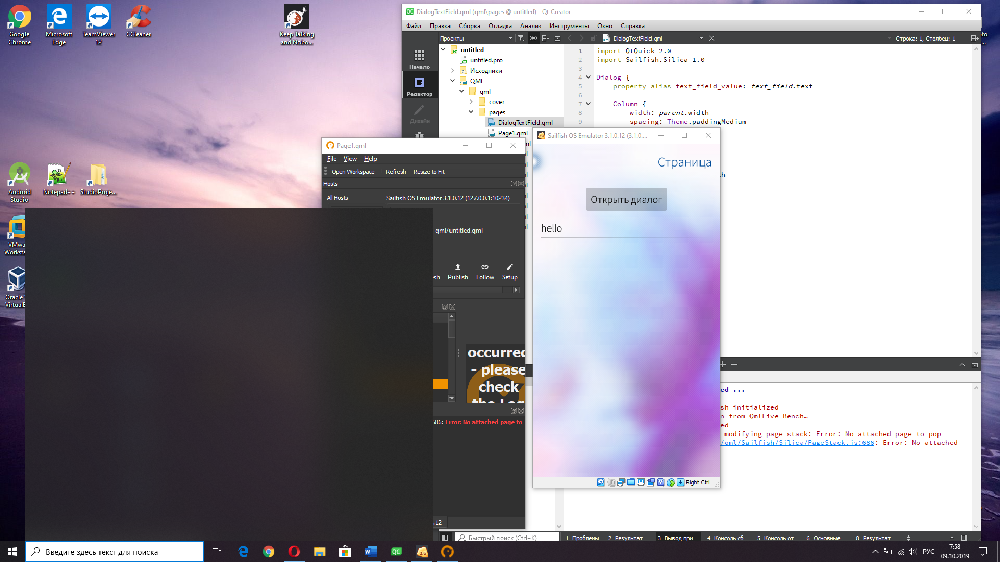 Google Chrome
Microsoft Edge
TeamViewer 12
CCleaner
Keep Talking and Nobo...
Android Studio
Notepad++
StudioProje...
Oracle
DialogTextField.qml (qml\pages @ untitled) - Qt Creator
Файл Правка Сборка Отладка Анализ Инструменты Окно Справка
Проекты
DialogTextField.qml
Строка: 1, Столбец: 1
Начало
Редактор
Дизайн
untitled
untitled.pro
Исходники
QML
qml
cover
pages
DialogTextField.qml
Page1.qml
1 import QtQuick 2.0
2 import Sailfish.Silica 1.0
3
4 Dialog {
5 property alias text_field_value: text_field.text
6
7 Column {
8 width: parent.width
9 spacing: Theme.paddingMedium
Page1.qml
File View Help
Open Workspace Refresh Resize to Fit
Hosts
All Hosts
Sailfish OS Emulator 3.1.0.12 (127.0.0.1:10234)
qml/untitled.qml
Publish Follow Setup
occurred
- please
check
686: Error: No attached page to
.12
Sailfish OS Emulator 3.1.0.12 (3.1.0....
Страница
Открыть диалог
hello
Right Ctrl
ed ...
sh initialized
n from QmlLive Bench…
ed
modifying page stack: Error: No attached page to pop
/qml/Sailfish/Silica/PageStack.js:686: Error: No attached
Быстрый поиск (Ctrl+K)
1 Проблемы 2 Результат... 3 Вывод при... 4 Консоль сб... 5 Консоль от... 6 Основные ... 8 Результат...
Введите здесь текст для поиска
РУС
7:58
09.10.2019